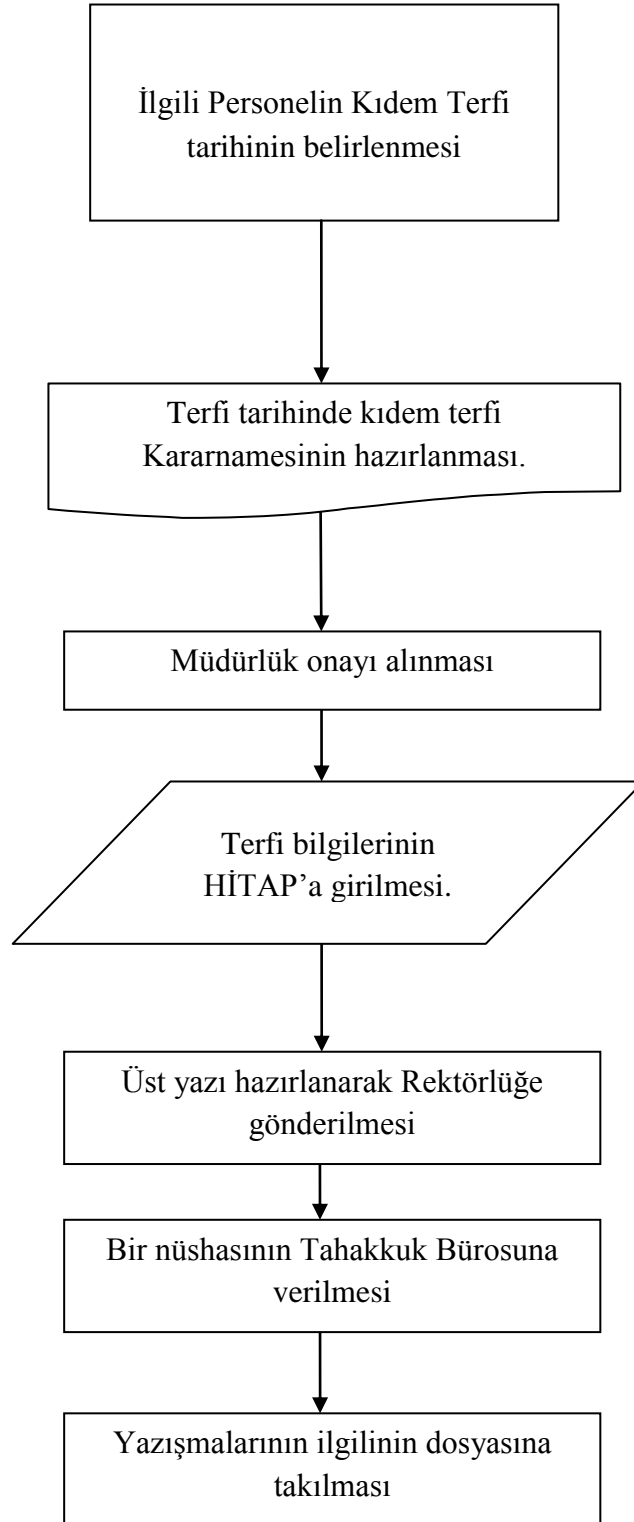 İlgili Personelin Kıdem Terfi
tarihinin belirlenmesi
Terfi tarihinde kıdem terfi
Kararnamesinin hazırlanması.
Müdürlük onayı alınması
Terfi bilgilerinin
HİTAP’a girilmesi.
Üst yazı hazırlanarak Rektörlüğe
gönderilmesi
Bir nüshasının Tahakkuk Bürosuna
verilmesi
Yazışmalarının ilgilinin dosyasına
takılması